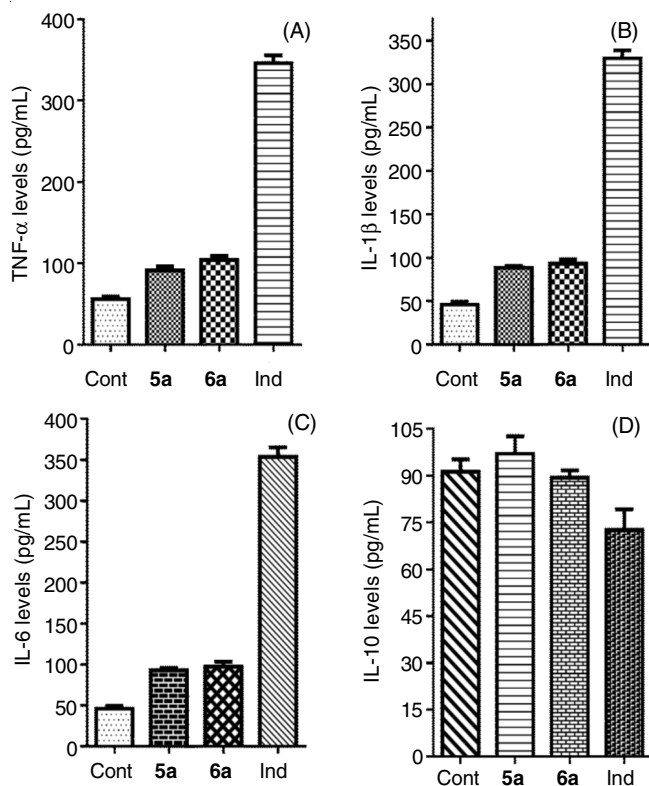 (A)
TNF-α levels (pg/mL)
400
300
200
100
0
Cont 5a 6a Ind
(B)
IL-1β levels (pg/mL)
350
300
250
200
150
100
50
0
Cont 5a 6a Ind
(C)
IL-6 levels (pg/mL)
400
350
300
250
200
150
100
50
0
Cont 5a 6a Ind
(D)
IL-10 levels (pg/mL)
105
90
75
60
45
30
15
0
Cont 5a 6a Ind